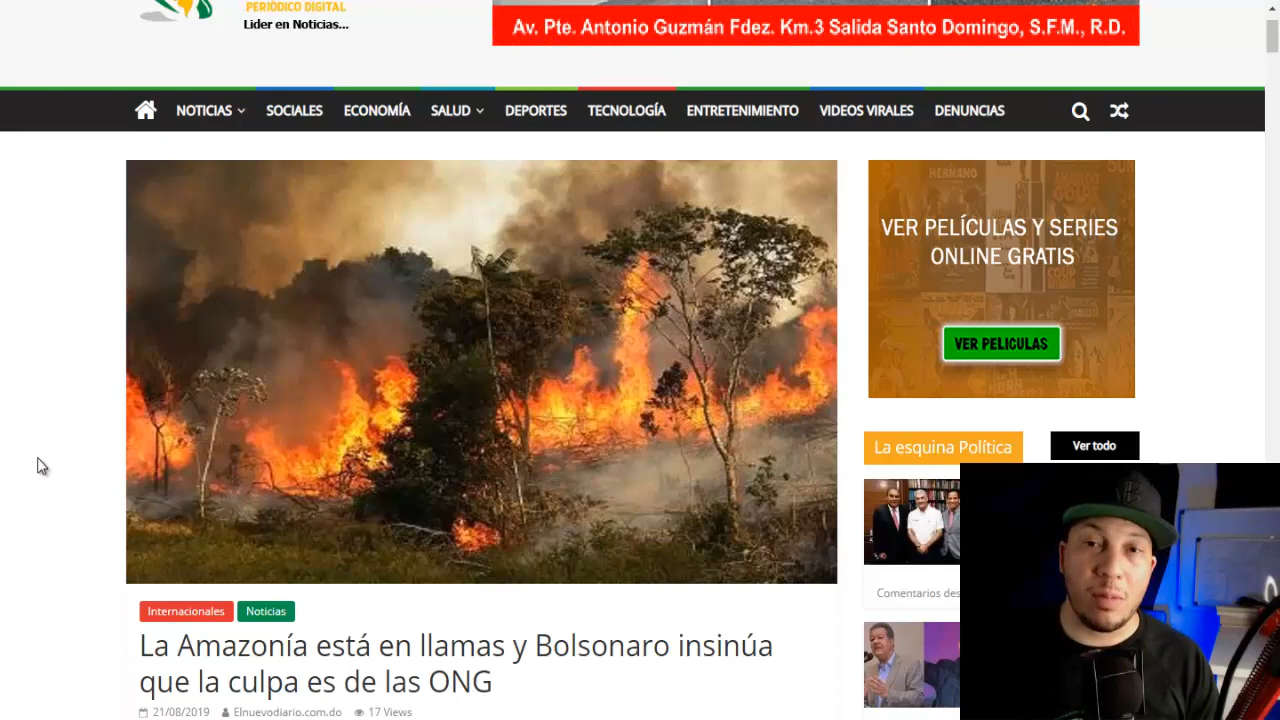 PERIÓDICO DIGITAL
Lider en Noticias...
Av. Pte. Antonio Guzmán Fdez. Km.3 Salida Santo Domingo, S.F.M., R.D.
NOTICIAS SOCIALES ECONOMÍA SALUD DEPORTES TECNOLOGÍA ENTRETENIMIENTO VIDEOS VIRALES DENUNCIAS
VER PELÍCULAS Y SERIES
ONLINE GRATIS
VER PELICULAS
La esquina Política
Ver todo
Comentarios des
Internacionales Noticias
La Amazonía está en llamas y Bolsonaro insinúa
que la culpa es de las ONG
21/08/2019 Elnuevodiario.com.do 17 Views